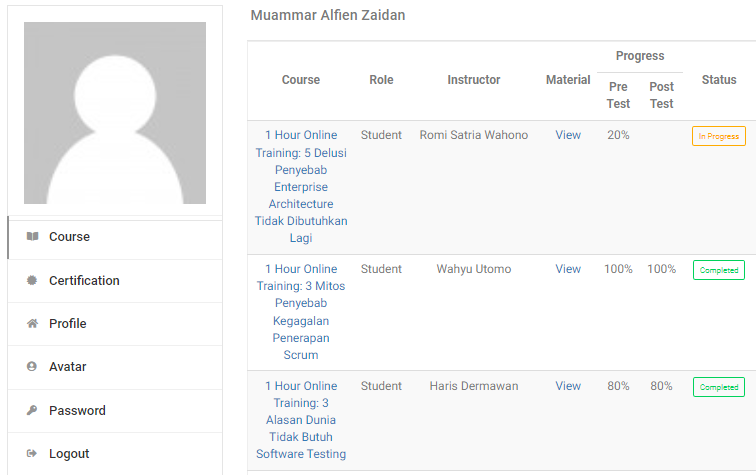 Muammar Alfien Zaidan
Course
Certification
Profile
Avatar
Password
Logout
Progress
Course Role Instructor Material Pre Test Post Test Status
1 Hour Online Student Romi Satria Wahono View 20% In Progress
Training: 5 Delusi
Penyebab
Enterprise
Architecture
Tidak Dibutuhkan
Lagi
1 Hour Online Student Wahyu Utomo View 100% 100% Completed
Training: 3 Mitos
Penyebab
Kegagalan
Penerapan
Scrum
1 Hour Online Student Haris Dermawan View 80% 80% Completed
Training: 3
Alasan Dunia
Tidak Butuh
Software Testing